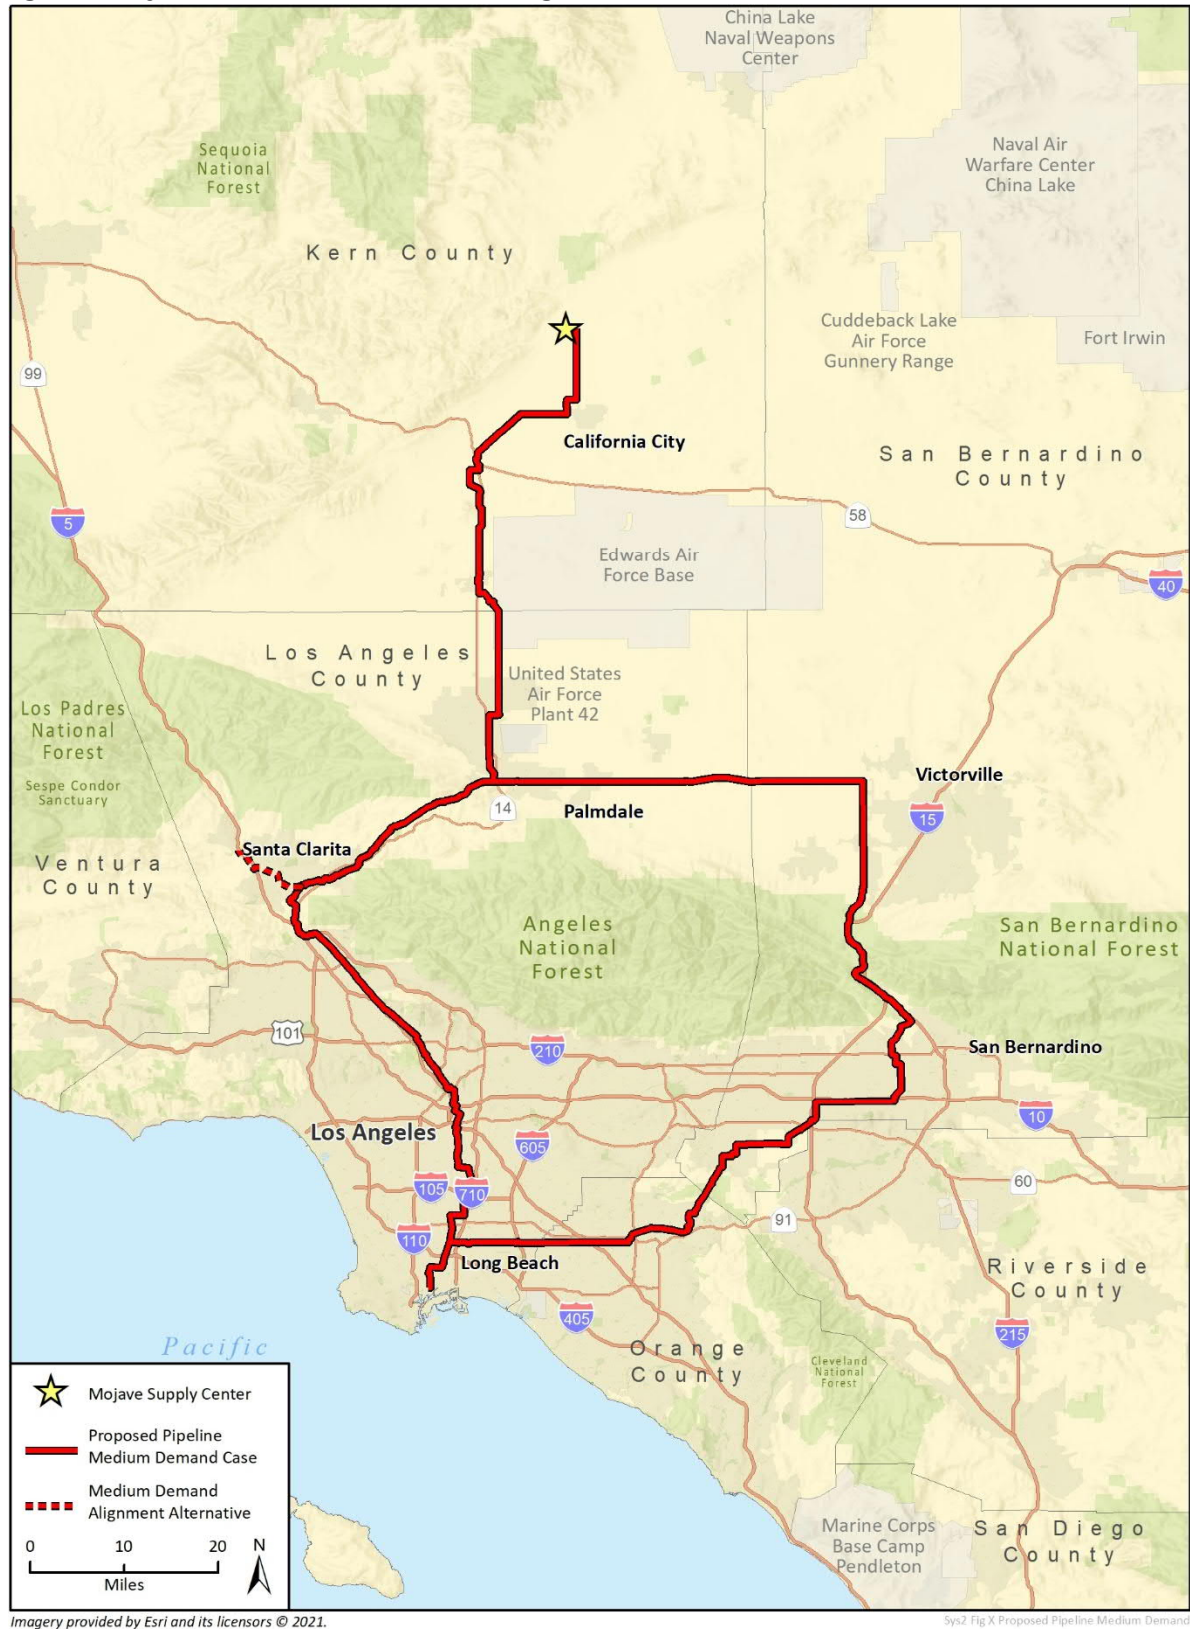 China Lake
Naval Weapons
Center
Naval Air
Warfare Center
China Lake
Sequoia
National
Forest
Kern County
Cuddeback Lake
Air Force
Gunnery Range
Fort Irwin
99
California City
San Bernardino
County
5
58
Edwards Air
Force Base
40
Los Angeles
County
United States
Air Force
Plant 42
Los Padres
National
Forest
Sespe Condor
Sanctuary
Victorville
14
Palmdale
15
Santa Clarita
Ventura
County
Angeles
National
Forest
San Bernardino
National Forest
101
210
San Bernardino
10
Los Angeles
605
105
710
60
91
110
Long Beach
Riverside
County
405
215
Orange
County
Cleveland
National
Forest
Pacific
Mojave Supply Center
Proposed Pipeline
Medium Demand Case
Medium Demand
Alignment Alternative
0 10 20
Miles
N
Marine Corps
Base Camp
Pendleton
San Diego
County
Imagery provided by Esri and its licensors © 2021.
Sys2 Fig X Proposed Pipeline Medium Demand